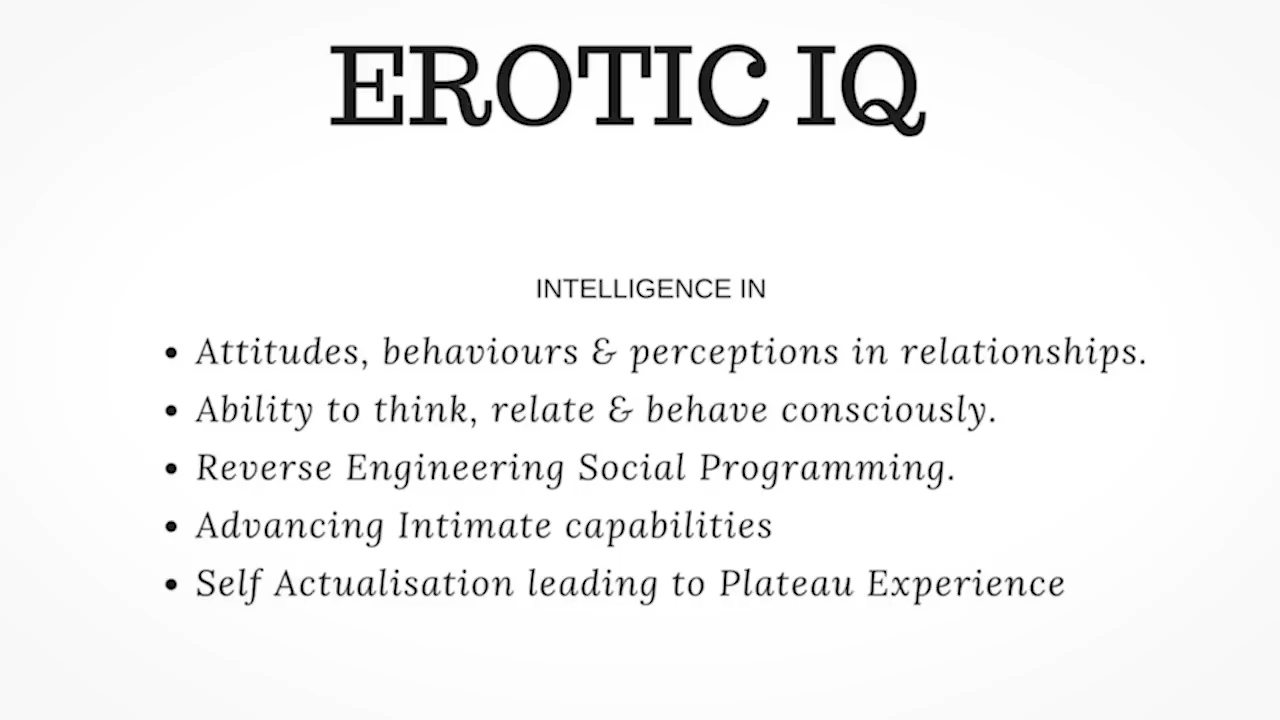 EROTIC IQ
INTELLIGENCE IN
• Attitudes, behaviours & perceptions in relationships.
• Ability to think, relate & behave consciously.
• Reverse Engineering Social Programming.
• Advancing Intimate capabilities
• Self Actualisation leading to Plateau Experience